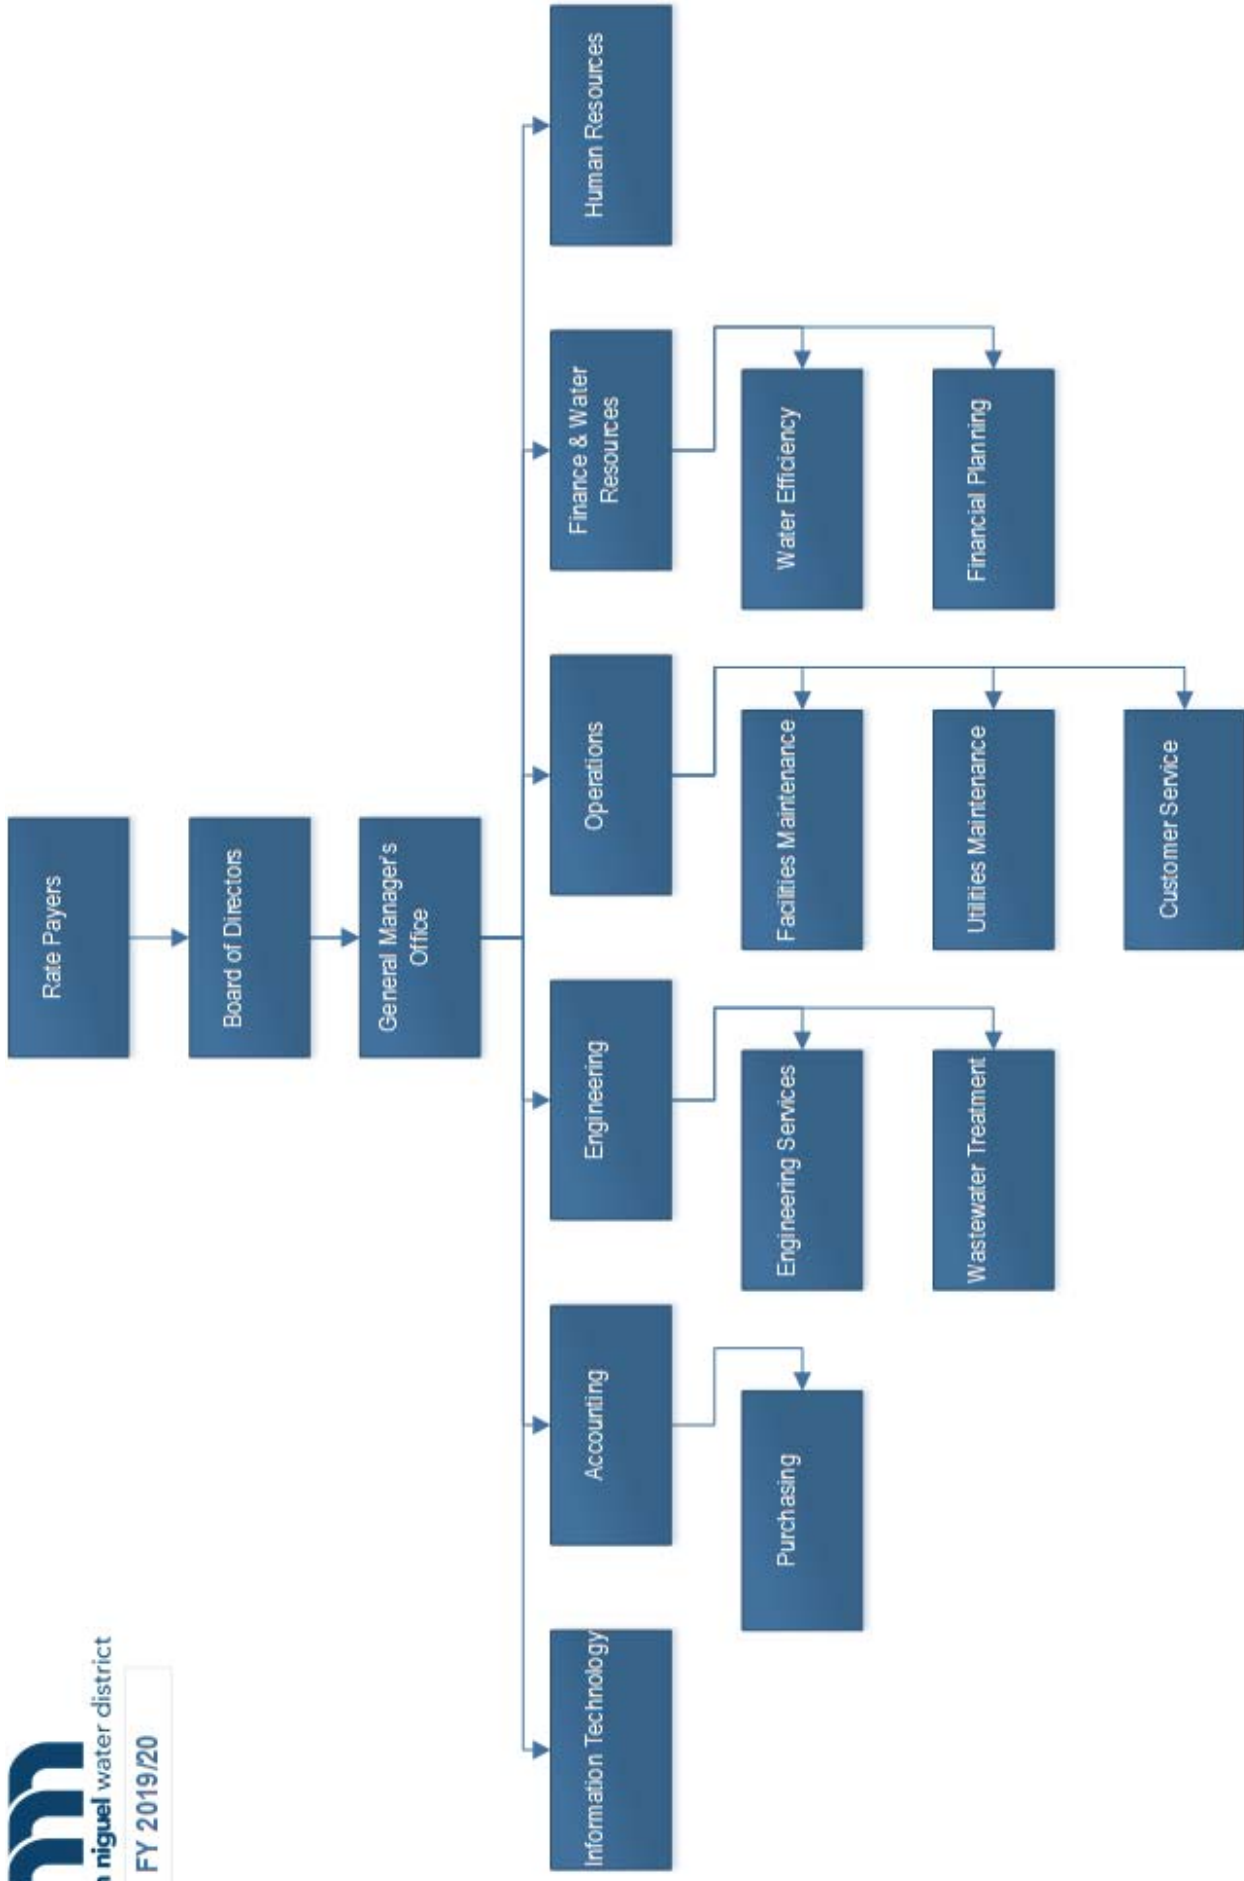 niguel water district
FY 2019/20
Rate Payers
Board of Directors
General Manager's
Office
Information Technology
Accounting
Engineering
Operations
Finance & Water
Resources
Human Resources
Purchasing
Engineering Services
Facilities Maintenance
Water Efficiency
Wastewater Treatment
Utilities Maintenance
Financial Planning
Customer Service